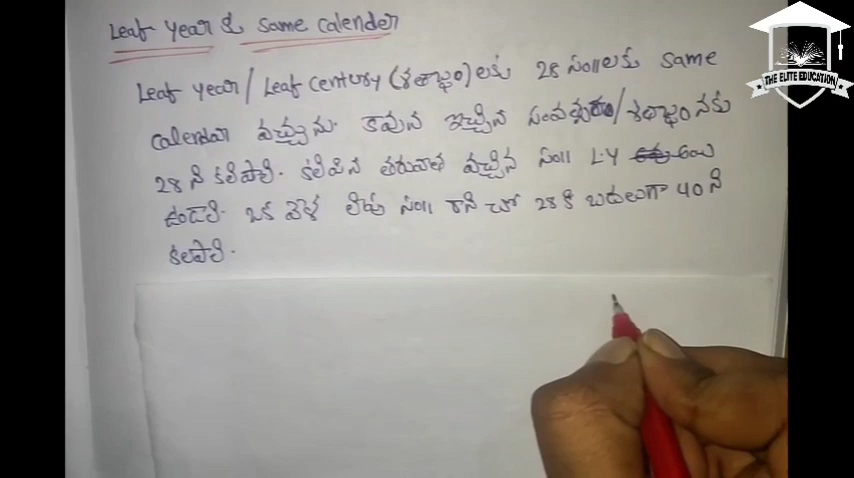 Leaf year & same calender
Leaf year/Leaf century (శతాబ్దం)లకు 28 సం॥లకు same
calendar వచ్చును. కావున ఇచ్చిన సంవత్సరం/శతాబ్దం నకు
28 ని కలపాలి. కలిపిన తరువాత వచ్చిన సం॥ L.Y అయి
ఉండాలి. ఒక వేళ లీపు సం॥ రాని చో 28 కి బదులుగా 40 ని
కలపాలి.
THE ELITE EDUCATION